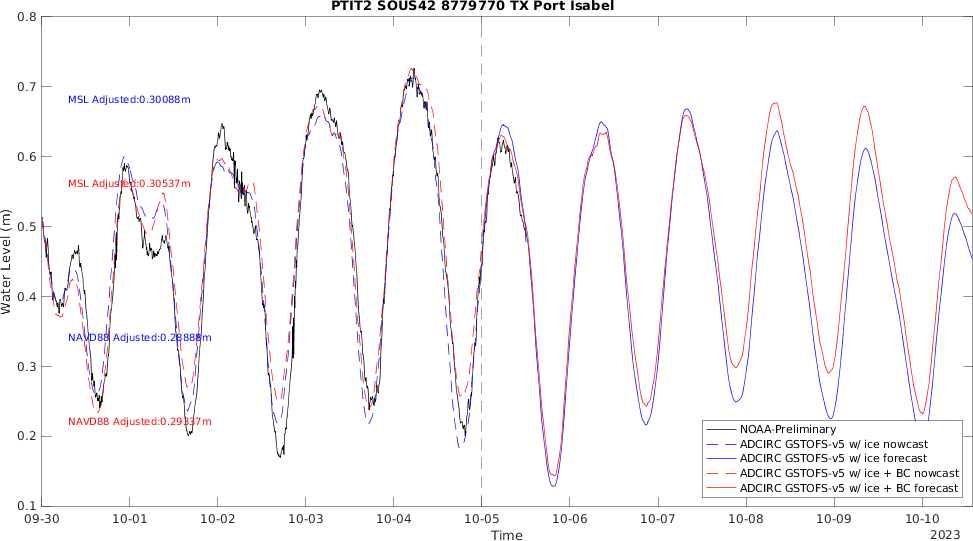 PTIT2 SOUS42 8779770 TX Port Isabel
0.8
0.7
0.6
0.5
0.4
0.3
0.2
0.1
Water Level (m)
MSL Adjusted:0.30088m
MSL Adjusted:0.30537m
NAVD88 Adjusted:0.28888m
NAVD88 Adjusted:0.29337m
NOAA-Preliminary
ADCIRC GSTOFS-v5 w/ ice nowcast
ADCIRC GSTOFS-v5 w/ ice forecast
ADCIRC GSTOFS-v5 w/ ice + BC nowcast
ADCIRC GSTOFS-v5 w/ ice + BC forecast
09-30 10-01 10-02 10-03 10-04 10-05 10-06 10-07 10-08 10-09 10-10
Time
2023